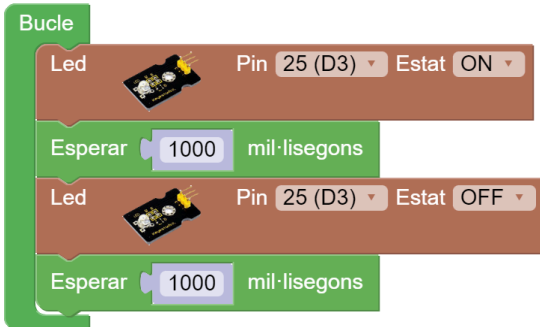 Bucle
Led Pin 25 (D3) Estat ON
Esperar 1000 mil·lisegons
Led Pin 25 (D3) Estat OFF
Esperar 1000 mil·lisegons